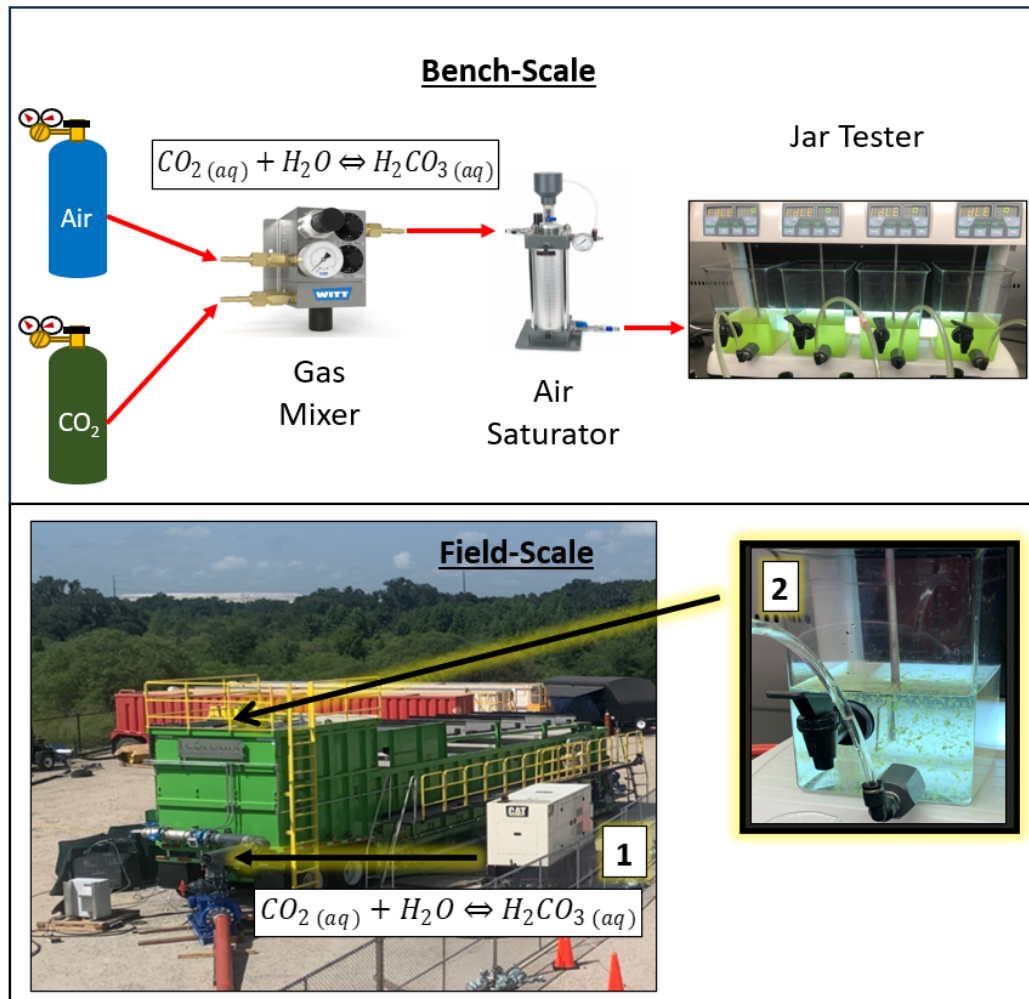 Bench-Scale
Jar Tester
CO2 (aq) + H2O ⇔ H2CO3 (aq)
Air
WITT
Gas
Mixer
Air
Saturator
CO2
Field-Scale
2
CAT
1
CO2 (aq) + H2O ⇔ H2CO3 (aq)